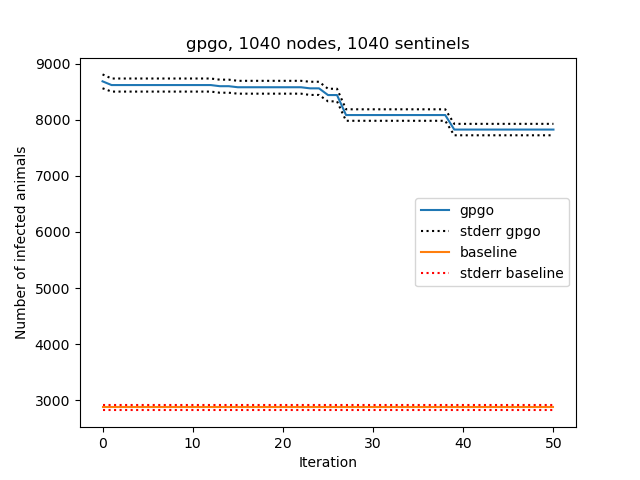 gpgo, 1040 nodes, 1040 sentinels
Number of infected animals
9000
8000
7000
6000
5000
4000
3000
gpgo
stderr gpgo
baseline
stderr baseline
0 10 20 30 40 50
Iteration